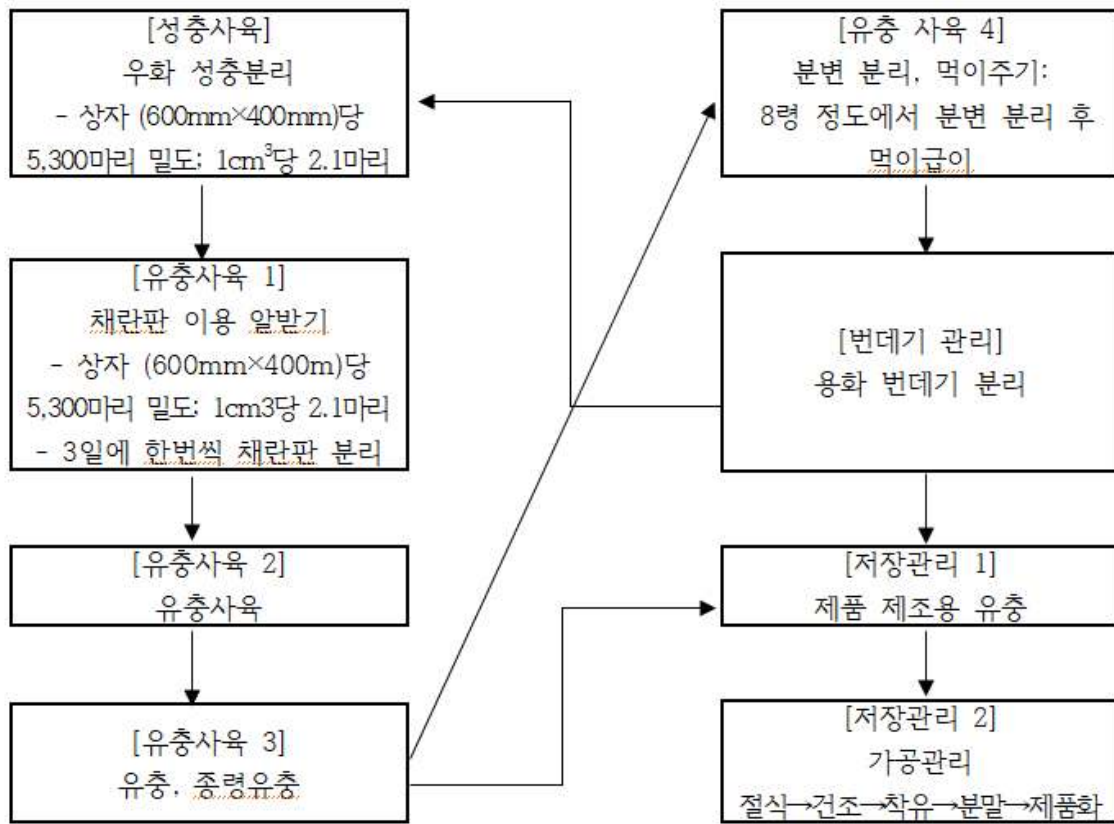 [성충사육]
우화 성충분리
- 상자 (600mm×400mm)당
5,300마리 밀도: 1cm³당 2.1마리
[유충사육 1]
채란판 이용 알받기
- 상자 (600mm×400m)당
5,300마리 밀도: 1cm3당 2.1마리
- 3일에 한번씩 채란판 분리
[유충사육 2]
유충사육
[유충사육 3]
유충, 종령유충
[유충 사육 4]
분변 분리, 먹이주기:
8령 정도에서 분변 분리 후
먹이급이
[번데기 관리]
용화 번데기 분리
[저장관리 1]
제품 제조용 유충
[저장관리 2]
가공관리
절식→건조→착유→분말→제품화